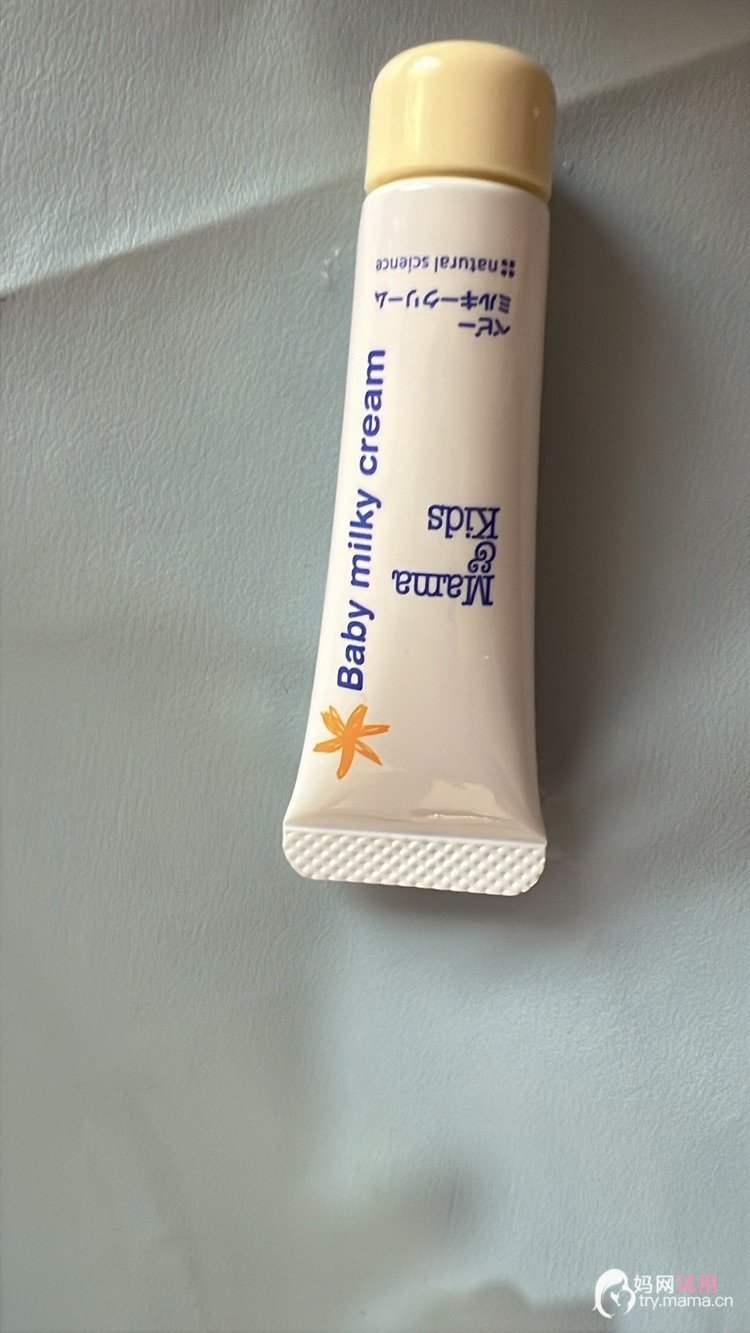 Mama
&
Kids
ベビー
ミルキークリーム
natural science
Baby milky cream
妈网试用
try.mama.cn